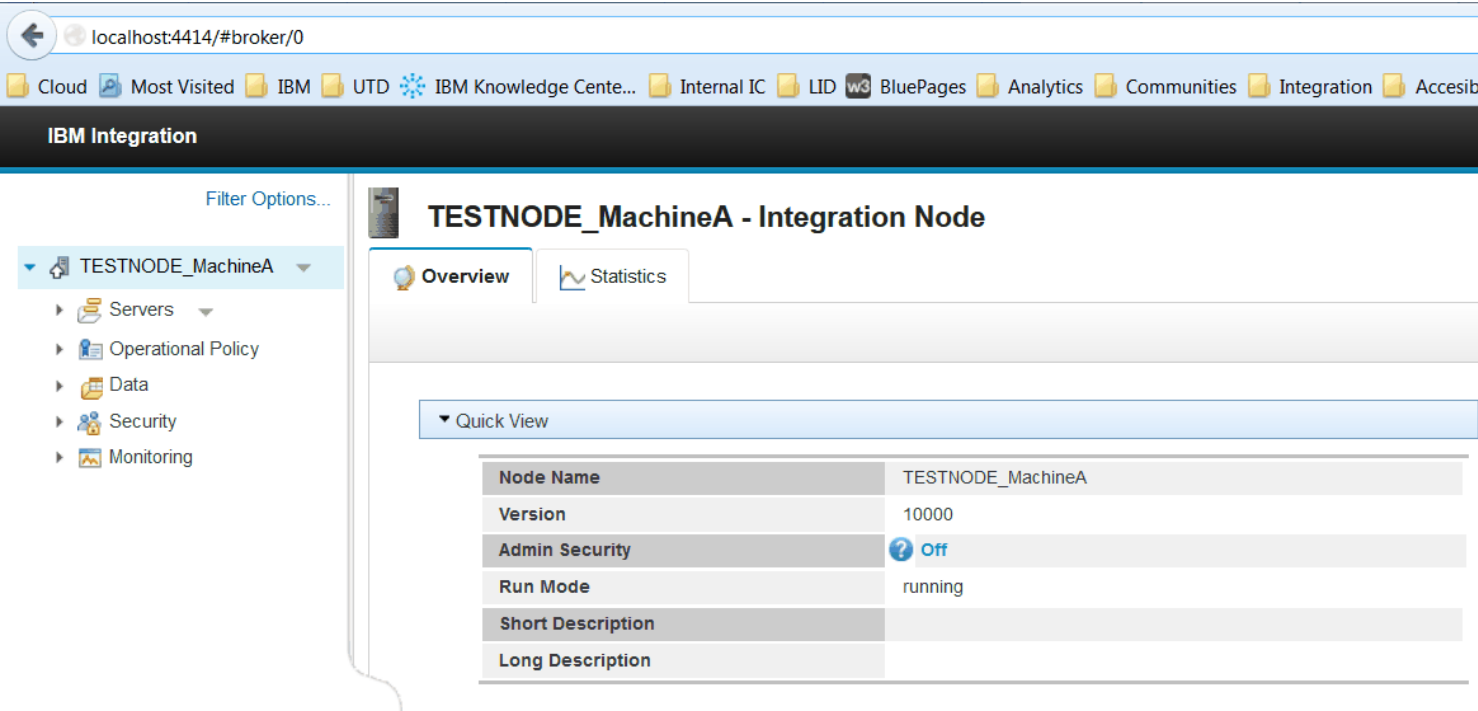 localhost:4414/#broker/0
Cloud Most Visited IBM UTD IBM Knowledge Cente... Internal IC LID w3 BluePages Analytics Communities Integration Accesib
IBM Integration
Filter Options...
TESTNODE_MachineA - Integration Node
TESTNODE_MachineA
Overview Statistics
Servers
Operational Policy
Data
Security
Monitoring
Quick View
Node Name TESTNODE_MachineA
Version 10000
Admin Security ? Off
Run Mode running
Short Description
Long Description